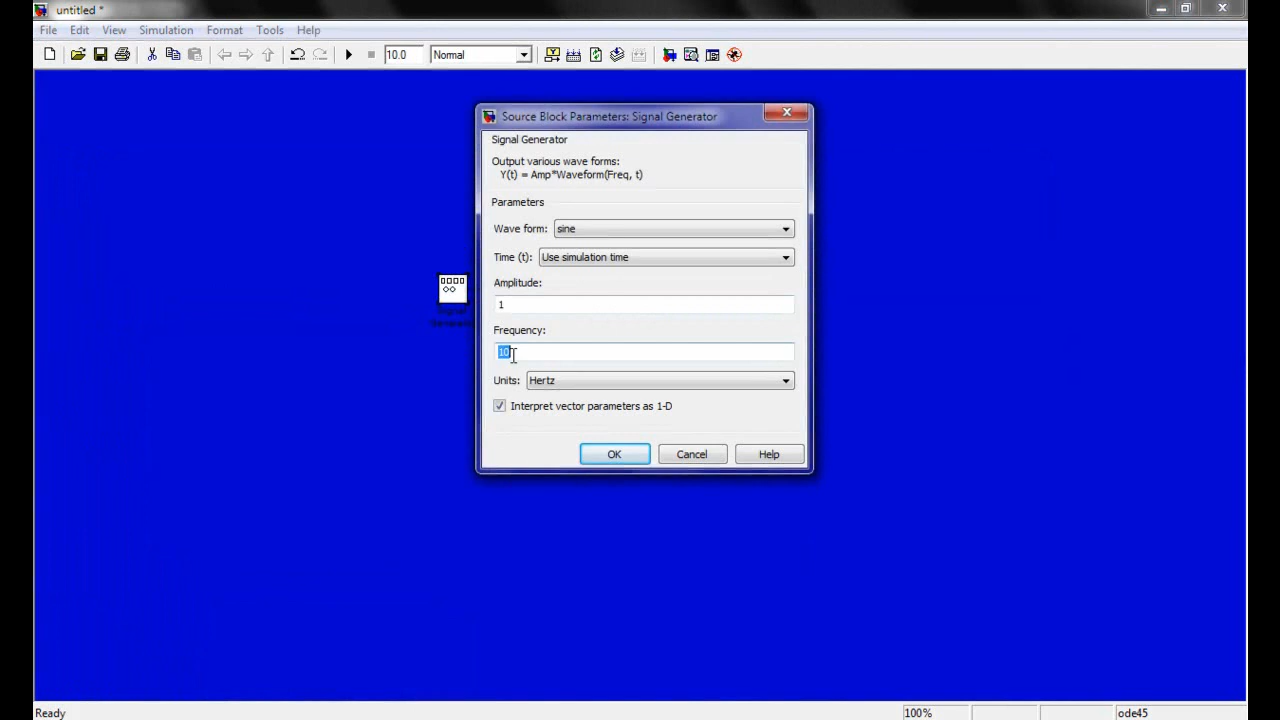 untitled *
File Edit View Simulation Format Tools Help
10.0 Normal
Source Block Parameters: Signal Generator
Signal Generator
Output various wave forms:
Y(t) = Amp*Waveform(Freq, t)
Parameters
Wave form: sine
Time (t): Use simulation time
Amplitude:
1
Frequency:
10
Units: Hertz
Interpret vector parameters as 1-D
OK Cancel Help
Signal
Ready 100% ode45